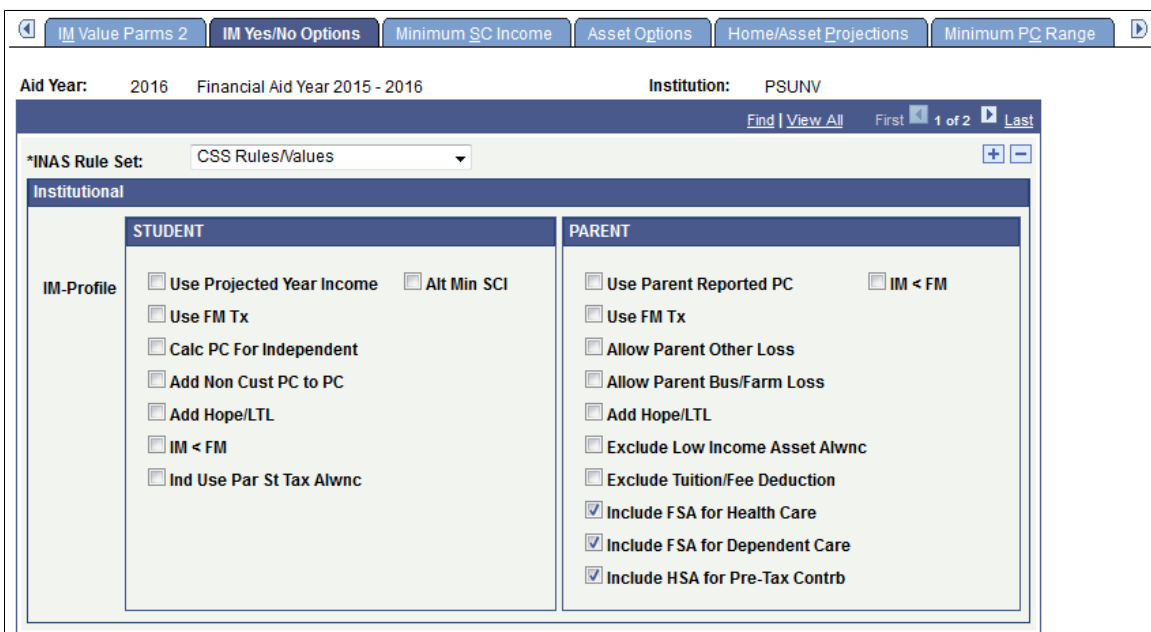 IM Value Parms 2 IM Yes/No Options Minimum SC Income Asset Options Home/Asset Projections Minimum PC Range
Aid Year: 2016 Financial Aid Year 2015 - 2016 Institution: PSUNV
Find | View All First 1 of 2 Last
*INAS Rule Set: CSS Rules/Values
Institutional
STUDENT PARENT
IM-Profile Use Projected Year Income Alt Min SCI Use Parent Reported PC IM < FM
Use FM Tx Use FM Tx
Calc PC For Independent Allow Parent Other Loss
Add Non Cust PC to PC Allow Parent Bus/Farm Loss
Add Hope/LTL Add Hope/LTL
IM < FM Exclude Low Income Asset Alwnc
Ind Use Par St Tax Alwnc Exclude Tuition/Fee Deduction
Include FSA for Health Care
Include FSA for Dependent Care
Include HSA for Pre-Tax Contrb